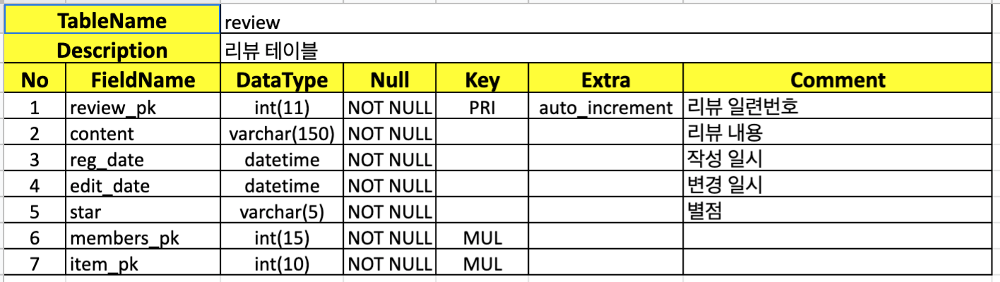 TableName review
Description 리뷰 테이블
No FieldName DataType Null Key Extra Comment
1 review_pk int(11) NOT NULL PRI auto_increment 리뷰 일련번호
2 content varchar(150) NOT NULL 리뷰 내용
3 reg_date datetime NOT NULL 작성 일시
4 edit_date datetime NOT NULL 변경 일시
5 star varchar(5) NOT NULL 별점
6 members_pk int(15) NOT NULL MUL
7 item_pk int(10) NOT NULL MUL